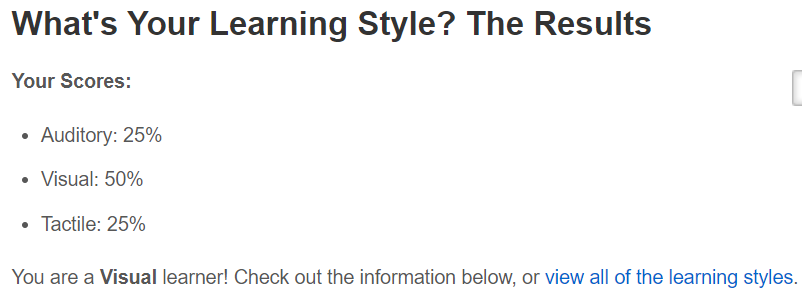 What's Your Learning Style? The Results
Your Scores:
• Auditory: 25%
• Visual: 50%
• Tactile: 25%
You are a Visual learner! Check out the information below, or view all of the learning styles.